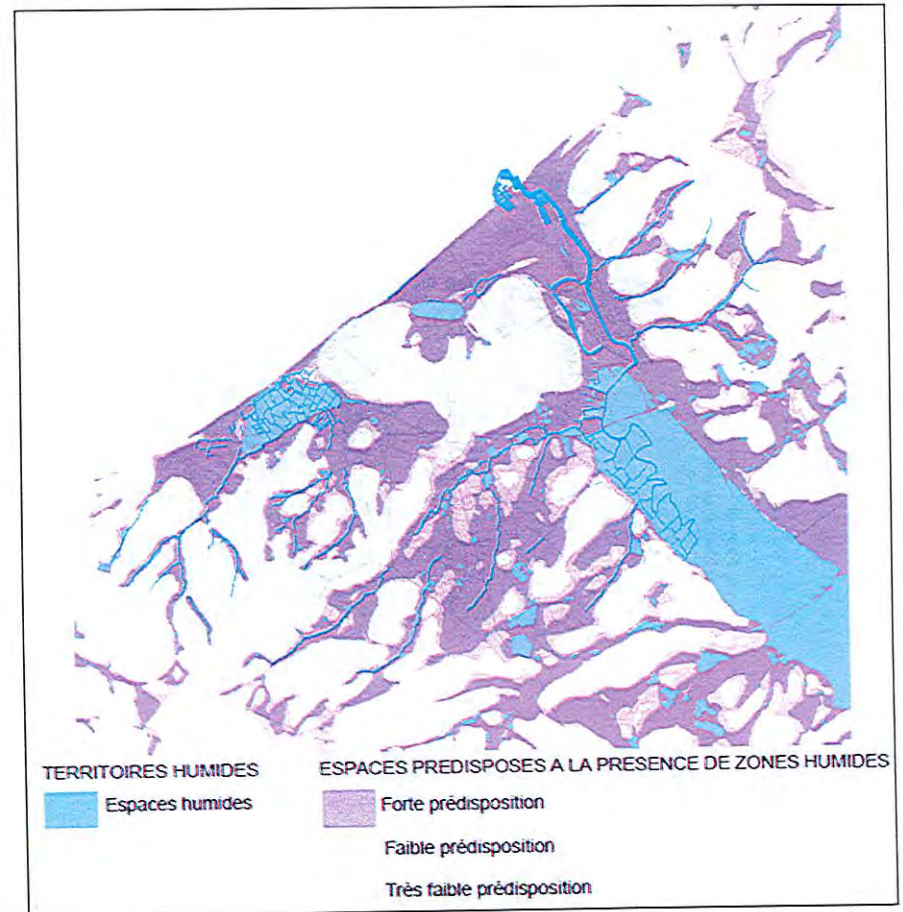 TERRITOIRES HUMIDES
Espaces humides
ESPACES PREDISPOSES A LA PRESENCE DE ZONES HUMIDES
Forte prédisposition
Faible prédisposition
Très faible prédisposition